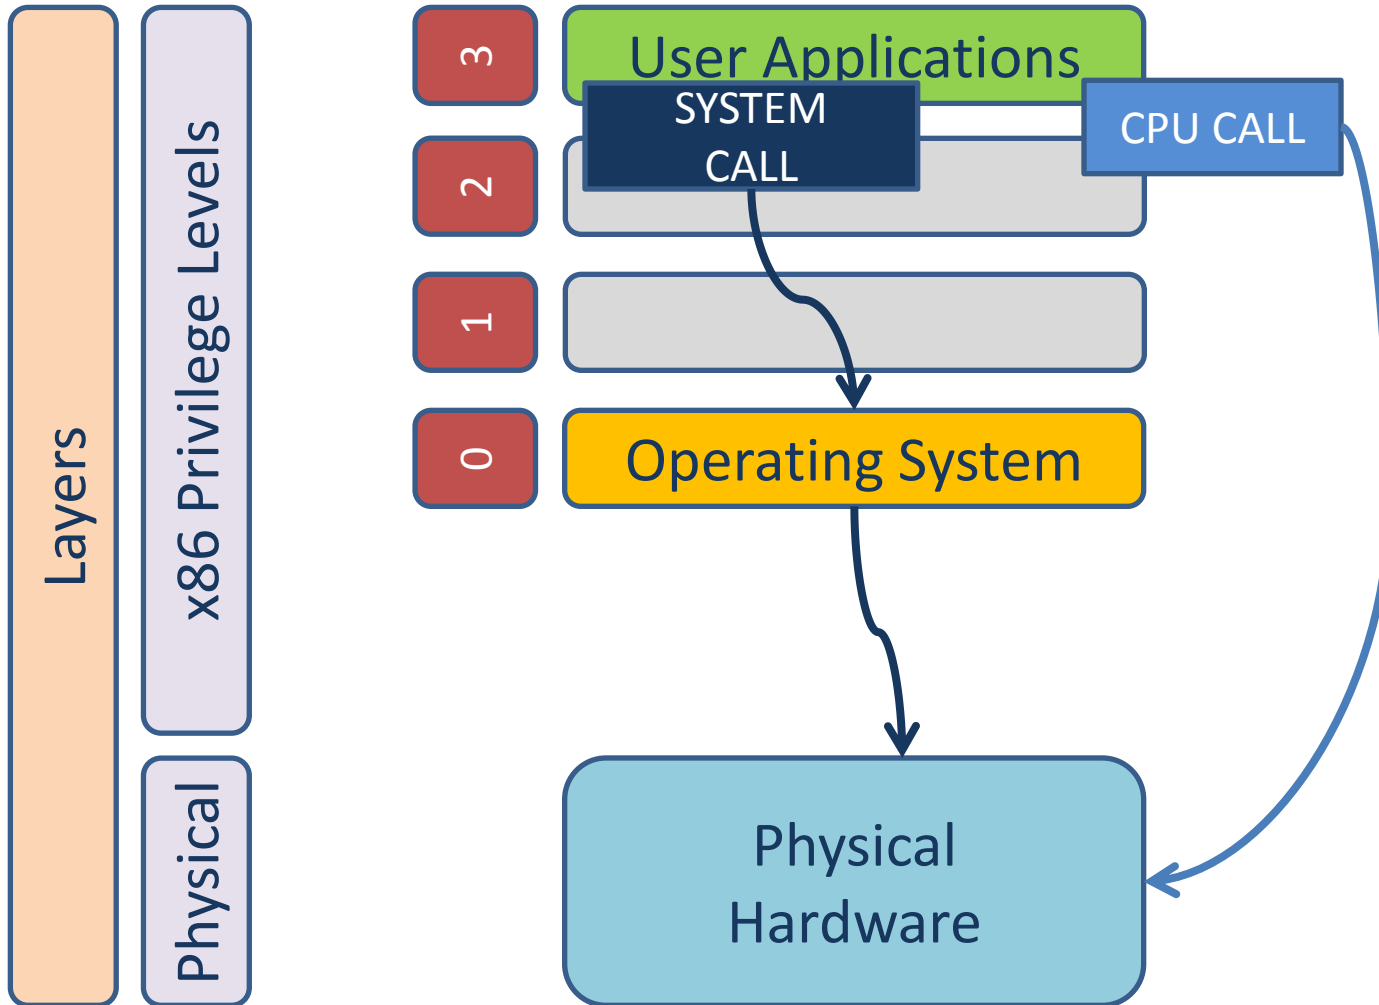 Layers
x86 Privilege Levels
Physical
3
User Applications
SYSTEM
CALL
CPU CALL
2
1
0
Operating System
Physical
Hardware